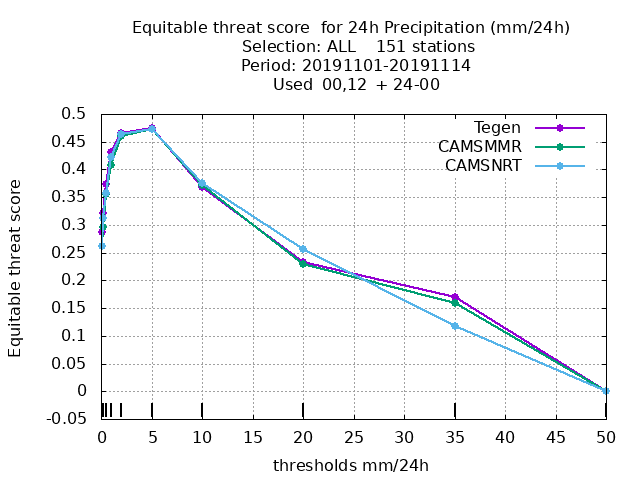 Equitable threat score  for 24h Precipitation (mm/24h)
Selection: ALL    151 stations
Period: 20191101-20191114
Used  00,12  + 24-00
Tegen
CAMSMMR
CAMSNRT
0.5
0.45
0.4
0.35
0.3
0.25
0.2
0.15
0.1
0.05
0
-0.05
Equitable threat score
0 5 10 15 20 25 30 35 40 45 50
thresholds mm/24h